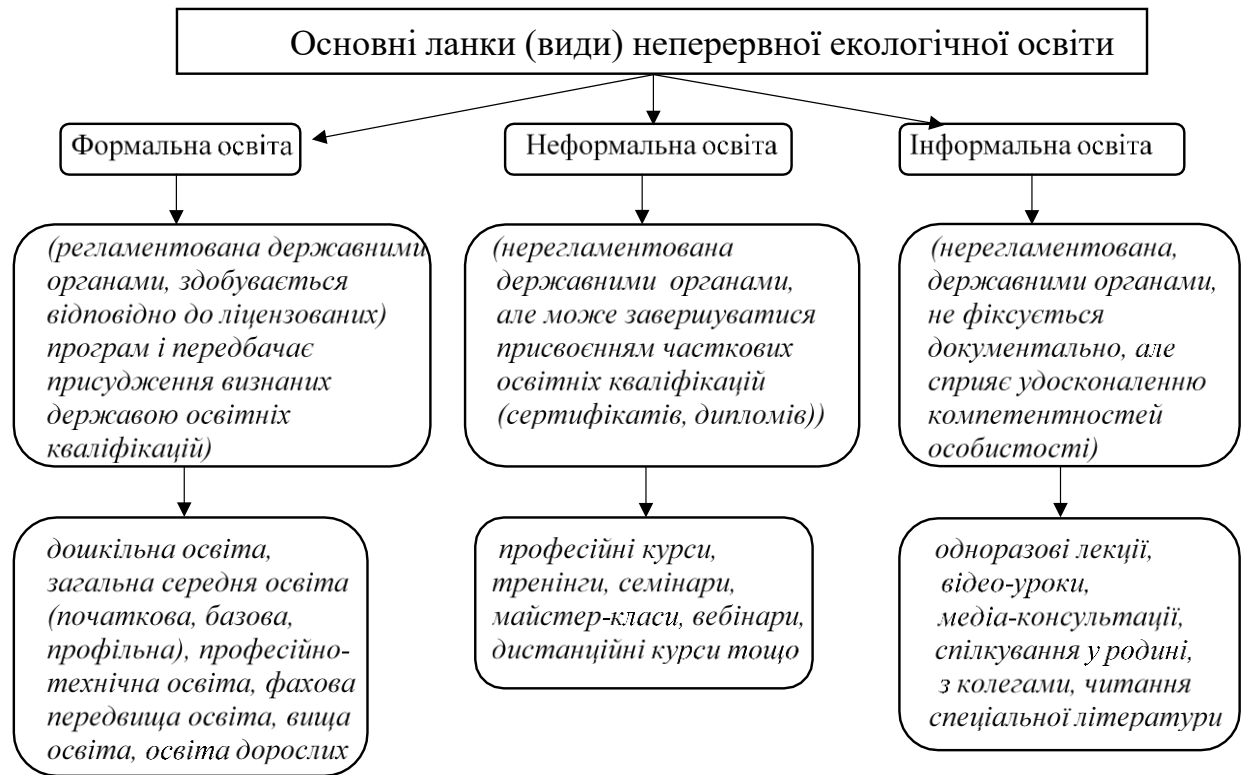 Основні ланки (види) неперервної екологічної освіти
Формальна освіта
Неформальна освіта
Інформальна освіта
(регламентована державними
органами, здобувається
відповідно до ліцензованих)
програм і передбачає
присудження визнаних
державою освітніх
кваліфікацій)
(нерегламентована
державними органами,
але може завершуватися
присвоєнням часткових
освітніх кваліфікацій
(сертифікатів, дипломів))
(нерегламентована,
державними органами,
не фіксується
документально, але
сприяє удосконаленню
компетентностей
особистості)
дошкільна освіта,
загальна середня освіта
(початкова, базова,
профільна), професійно-
технічна освіта, фахова
передвища освіта, вища
освіта, освіта дорослих
професійні курси,
тренінги, семінари,
майстер-класи, вебінари,
дистанційні курси тощо
одноразові лекції,
відео-уроки,
медіа-консультації,
спілкування у родині,
з колегами, читання
спеціальної літератури